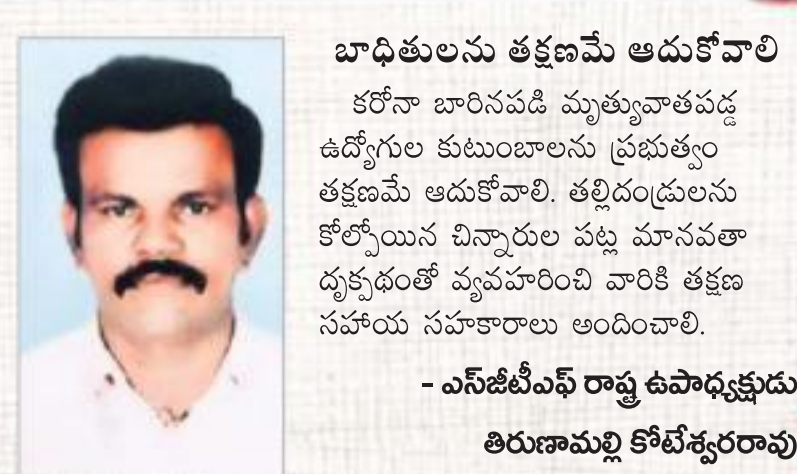 బాధితులను తక్షణమే ఆదుకోవాలి
కరోనా బారినపడి మృత్యువాతపడ్డ
ఉద్యోగుల కుటుంబాలను ప్రభుత్వం
తక్షణమే ఆదుకోవాలి. తల్లిదండ్రులను
కోల్పోయిన చిన్నారుల పట్ల మానవతా
దృక్పథంతో వ్యవహరించి వారికి తక్షణ
సహాయ సహకారాలు అందించాలి.
- ఎస్‌జీటీఎఫ్ రాష్ట్ర ఉపాధ్యక్షుడు
తిరుణామల్లి కోటేశ్వరరావు